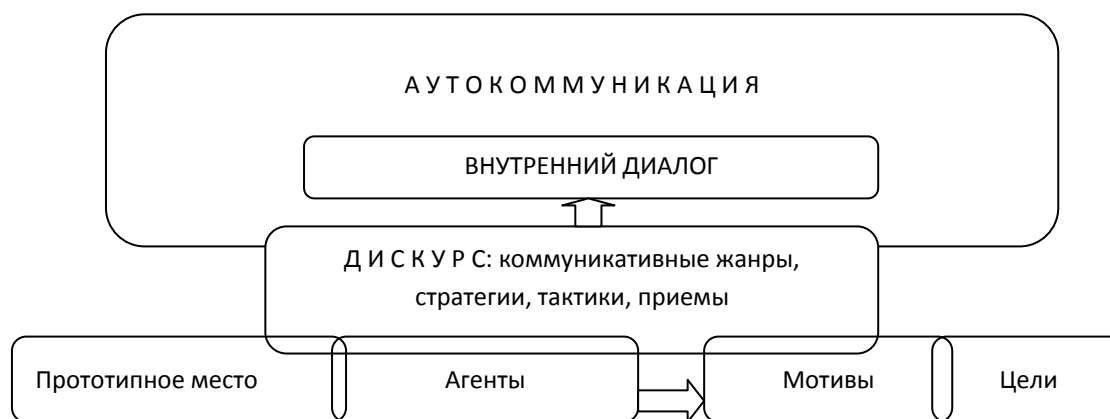 А У Т О К О М М У Н И К А Ц И Я
ВНУТРЕННИЙ ДИАЛОГ
Д И С К У Р С: коммуникативные жанры,
стратегии, тактики, приемы
Прототипное место Агенты Мотивы Цели